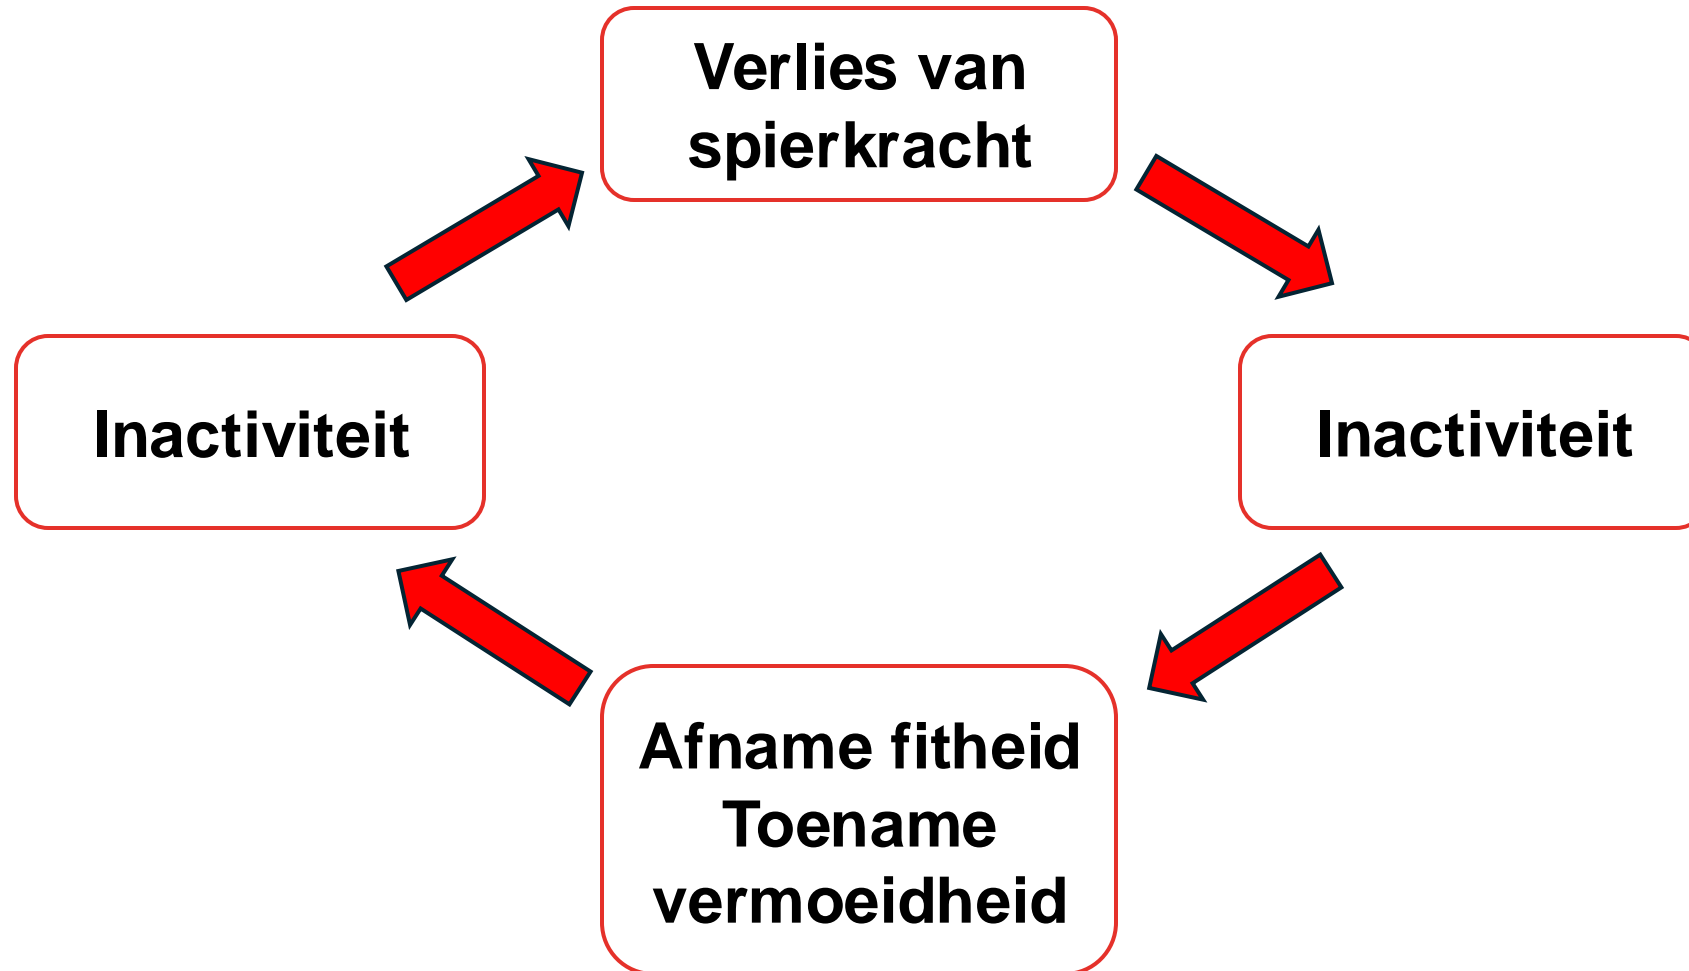 Verlies van
spierkracht
Inactiviteit
Inactiviteit
Afname fitheid
Toename
vermoeidheid